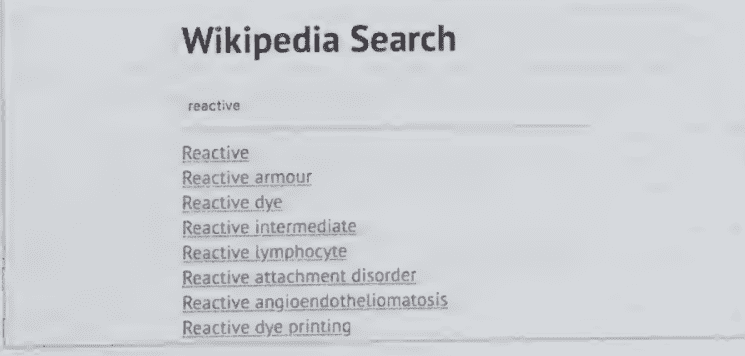 Wikipedia Search
reactive
Reactive
Reactive armour
Reactive dye
Reactive intermediate
Reactive lymphocyte
Reactive attachment disorder
Reactive angioendotheliomatosis
Reactive dye printing